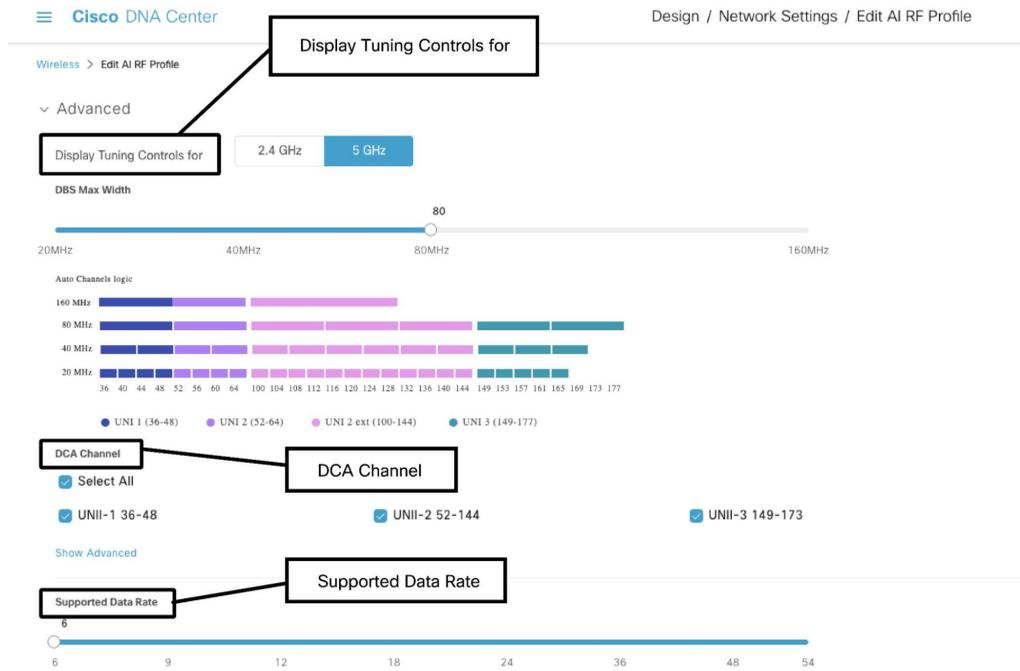 Cisco DNA Center
Design / Network Settings / Edit AI RF Profile
Display Tuning Controls for
Wireless > Edit AI RF Profile
Advanced
Display Tuning Controls for
2.4 GHz
5 GHz
DBS Max Width
80
20MHz 40MHz 80MHz 160MHz
Auto Channels logic
160 MHz
80 MHz
40 MHz
20 MHz
36 40 44 48 52 56 60 64 100 104 108 112 116 120 124 128 132 136 140 144 149 153 157 161 165 169 173 177
UNI 1 (36-48) UNI 2 (52-64) UNI 2 ext (100-144) UNI 3 (149-177)
DCA Channel
DCA Channel
Select All
UNII-1 36-48 UNII-2 52-144 UNII-3 149-173
Show Advanced
Supported Data Rate
Supported Data Rate
6
6 9 12 18 24 36 48 54